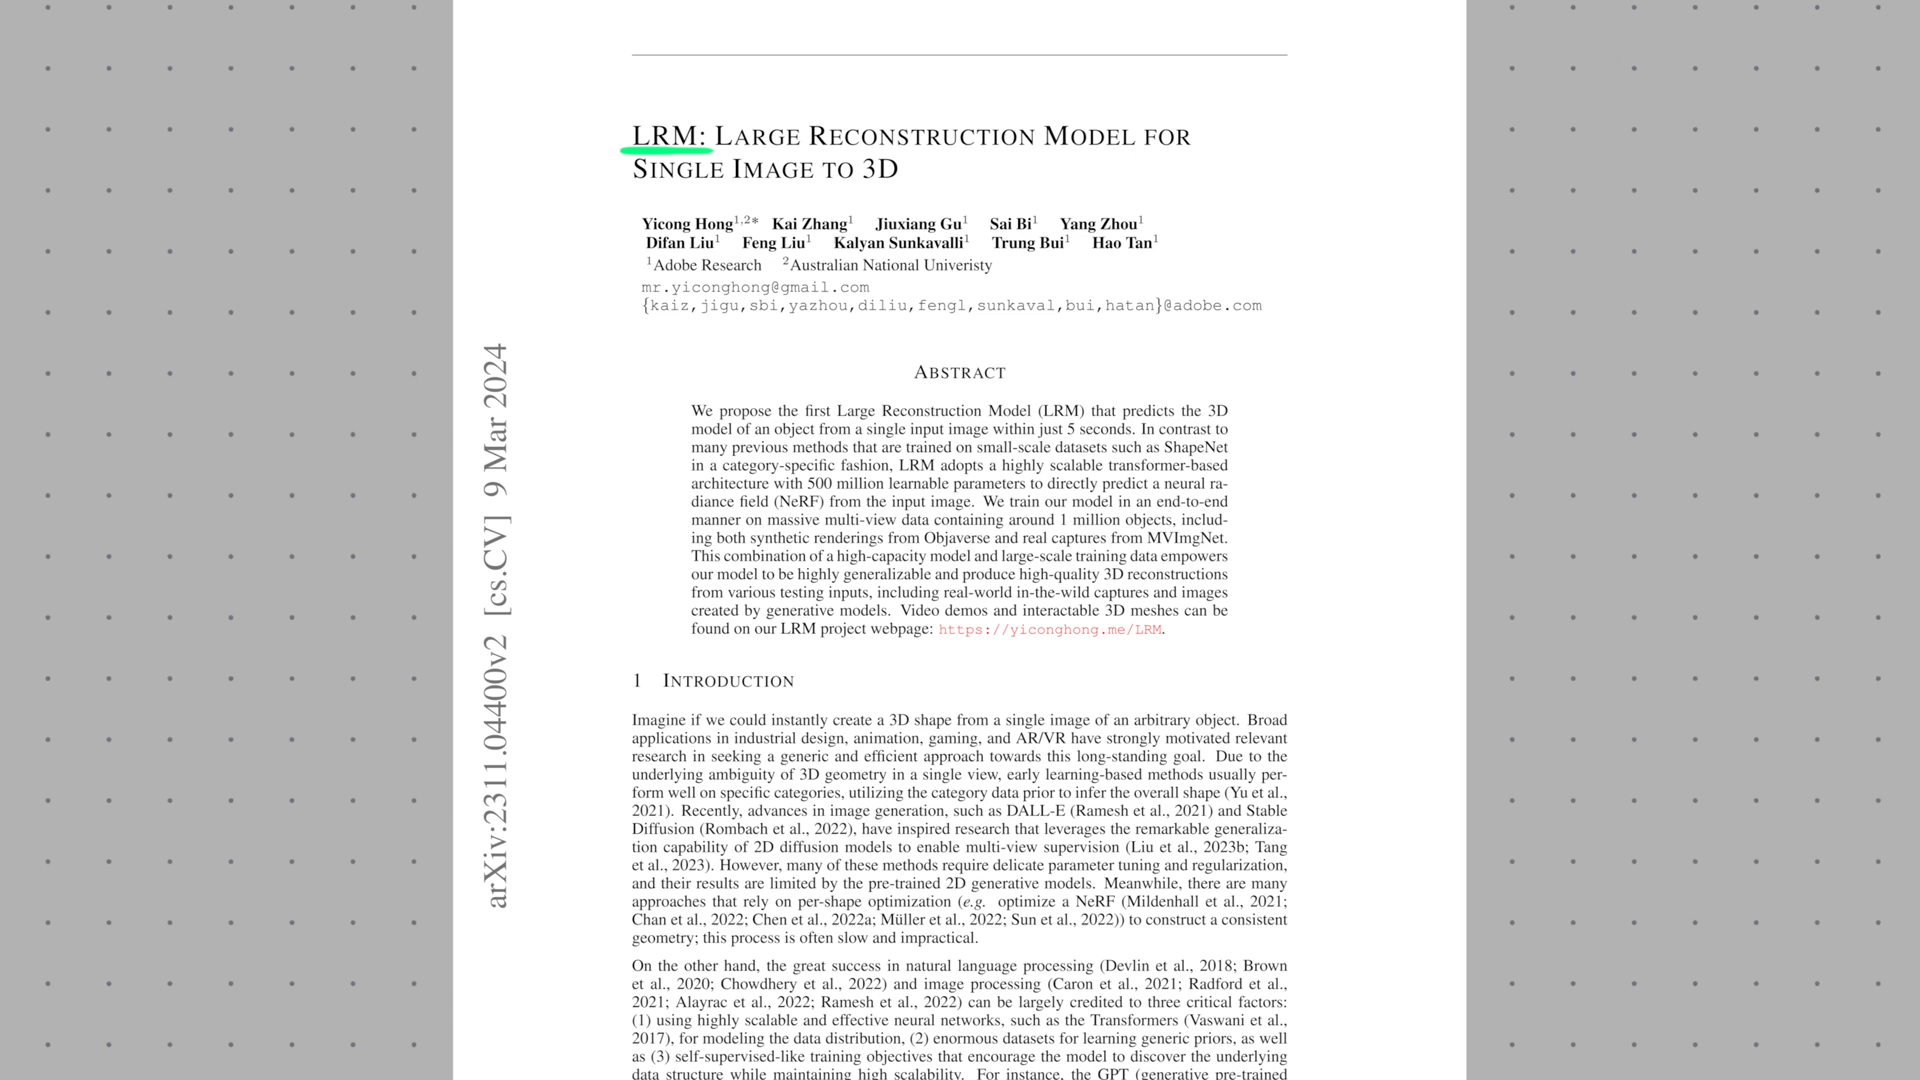 LRM: LARGE RECONSTRUCTION MODEL FOR
SINGLE IMAGE TO 3D
Yicong Hong1,2* Kai Zhang1 Jiuxiang Gu1 Sai Bi1 Yang Zhou1
Difan Liu1 Feng Liu1 Kalyan Sunkavalli1 Trung Bui1 Hao Tan1
1Adobe Research 2Australian National Univeristy
mr.yiconghong@gmail.com
{kaiz,jigu,sbi,yazhou,diliu,fengl,sunkaval,bui,hatan}@adobe.com
arXiv:2311.04400v2 [cs.CV] 9 Mar 2024
ABSTRACT
We propose the first Large Reconstruction Model (LRM) that predicts the 3D
model of an object from a single input image within just 5 seconds. In contrast to
many previous methods that are trained on small-scale datasets such as ShapeNet
in a category-specific fashion, LRM adopts a highly scalable transformer-based
architecture with 500 million learnable parameters to directly predict a neural ra-
diance field (NeRF) from the input image. We train our model in an end-to-end
manner on massive multi-view data containing around 1 million objects, includ-
ing both synthetic renderings from Objaverse and real captures from MVImgNet.
This combination of a high-capacity model and large-scale training data empowers
our model to be highly generalizable and produce high-quality 3D reconstructions
from various testing inputs, including real-world in-the-wild captures and images
created by generative models. Video demos and interactable 3D meshes can be
found on our LRM project webpage: https://yiconghong.me/LRM.
1 INTRODUCTION
Imagine if we could instantly create a 3D shape from a single image of an arbitrary object. Broad
applications in industrial design, animation, gaming, and AR/VR have strongly motivated relevant
research in seeking a generic and efficient approach towards this long-standing goal. Due to the
underlying ambiguity of 3D geometry in a single view, early learning-based methods usually per-
form well on specific categories, utilizing the category data prior to infer the overall shape (Yu et al.,
2021). Recently, advances in image generation, such as DALL-E (Ramesh et al., 2021) and Stable
Diffusion (Rombach et al., 2022), have inspired research that leverages the remarkable generaliza-
tion capability of 2D diffusion models to enable multi-view supervision (Liu et al., 2023b; Tang
et al., 2023). However, many of these methods require delicate parameter tuning and regularization,
and their results are limited by the pre-trained 2D generative models. Meanwhile, there are many
approaches that rely on per-shape optimization (e.g. optimize a NeRF (Mildenhall et al., 2021;
Chan et al., 2022; Chen et al., 2022a; Müller et al., 2022; Sun et al., 2022)) to construct a consistent
geometry; this process is often slow and impractical.
On the other hand, the great success in natural language processing (Devlin et al., 2018; Brown
et al., 2020; Chowdhery et al., 2022) and image processing (Caron et al., 2021; Radford et al.,
2021; Alayrac et al., 2022; Ramesh et al., 2022) can be largely credited to three critical factors:
(1) using highly scalable and effective neural networks, such as the Transformers (Vaswani et al.,
2017), for modeling the data distribution, (2) enormous datasets for learning generic priors, as well
as (3) self-supervised-like training objectives that encourage the model to discover the underlying
data structure while maintaining high scalability. For instance, the GPT (generative pre-trained